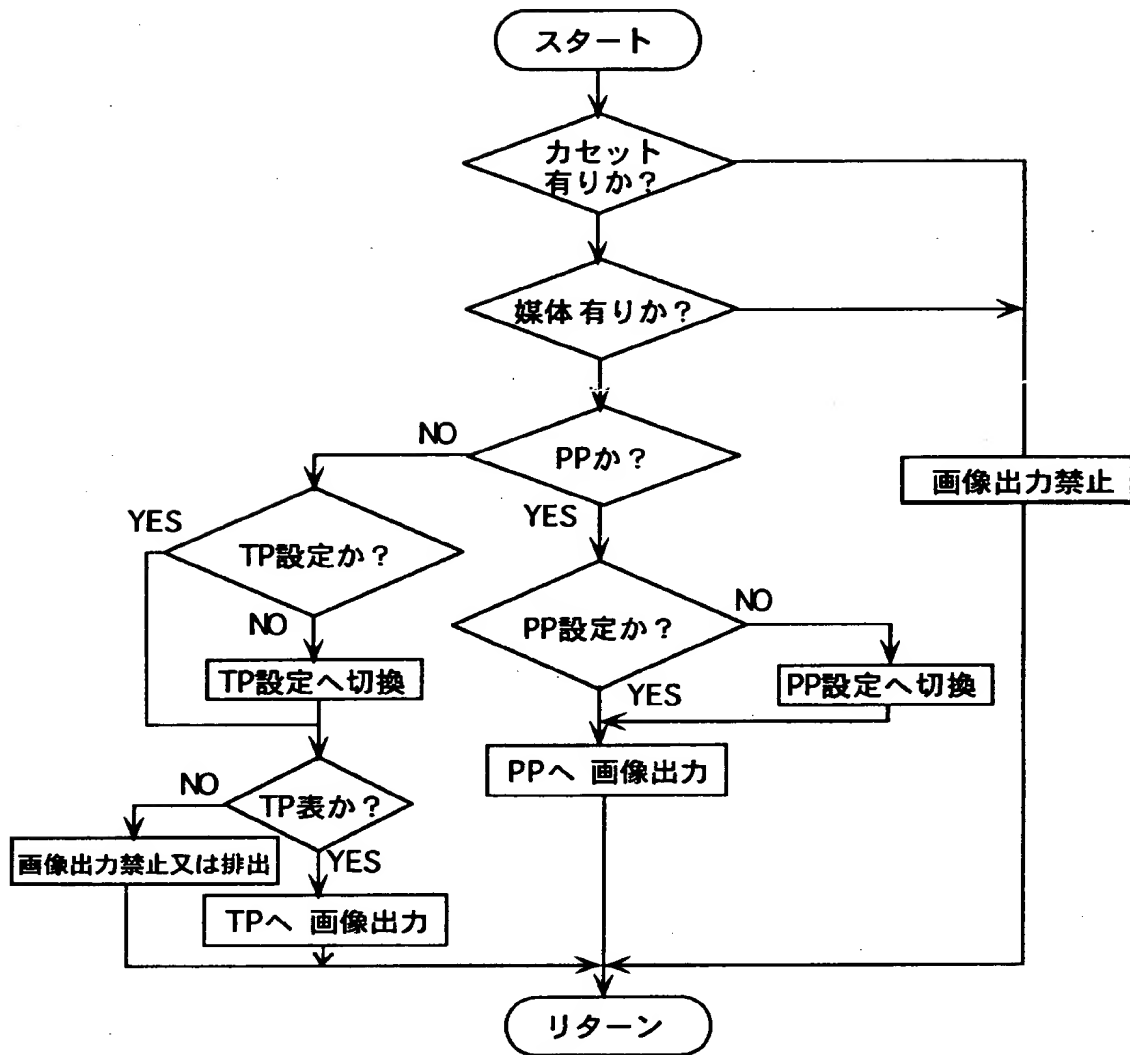 スタート
カセット
有りか?
媒体有りか?
NO
PPか?
画像出力禁止
YES
YES
TP設定か?
NO
PP設定か?
NO
TP設定へ切換
YES
PP設定へ切換
PPへ 画像出力
NO
TP表か?
画像出力禁止又は排出
YES
TPへ 画像出力
リターン